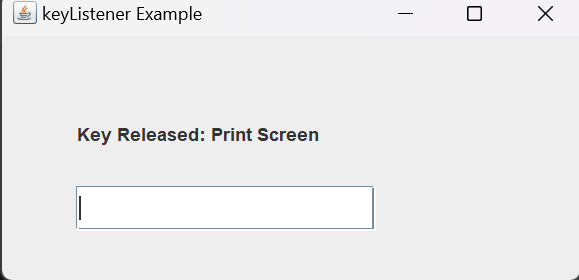 keyListener Example
Key Released: Print Screen